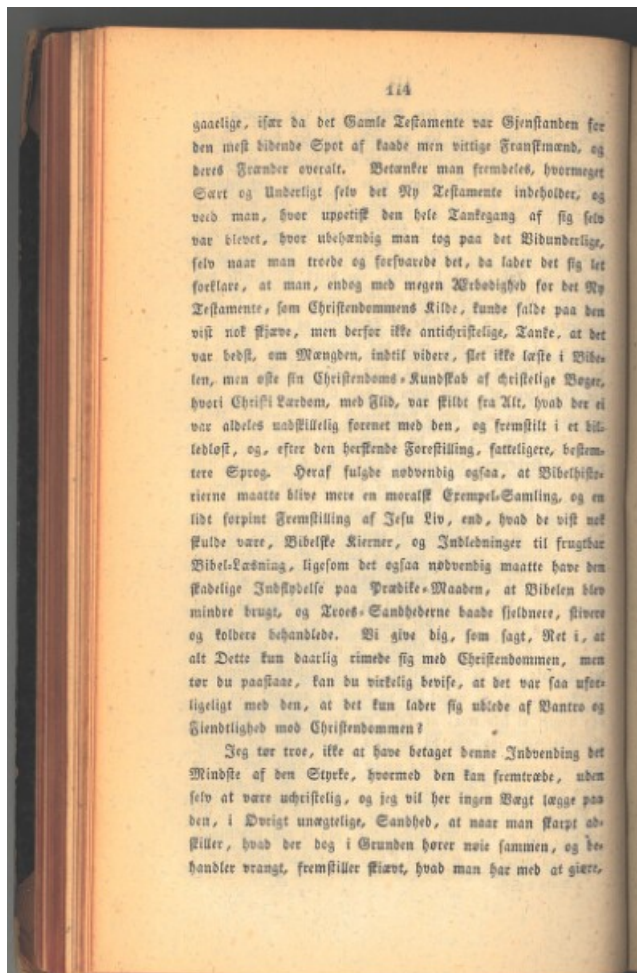 114
gaaelige, især da det Gamle Testamente var Gjenstanden for
den mest bidende Spot af kaade men vittige Franskmænd, og
deres Frænder overalt. Betænker man fremdeles, hvormeget
Sært og Underligt selv det Ny Testamente indeholder, og
veed man, hvor uppetisk den hele Tankegang af sig selv
var blevet, hvor ubehændig man tog paa det Vidunderlige,
selv naar man troede og forsvarede det, da lader det sig let
forklare, at man, endog med megen Ærbødighed for det Ny
Testamente, som Christendommens Kilde, kunde falde paa den
vist nok skjæve, men derfor ikke antichristelige, Tanke, at det
var bedst, om Mængden, indtil videre, slet ikke læste i Bibe-
len, men øste sin Christendoms-Kundskab af christelige Bøger,
hvori Christi Lærdom, med Flid, var skildt fra Alt, hvad der ei
var aldeles uadskillelig forenet med den, og fremstilt i et bil-
ledløst, og, efter den herskende Forestilling, fatteligere, bestem-
tere Sprog. Heraf fulgde nødvendig ogsaa, at Bibelhisto-
rierne maatte blive mere en moralsk Exempel-Samling, og en
lidt forpint Fremstilling af Jesu Liv, end, hvad de vist nok
skulde være, Bibelske Kierner, og Indledninger til frugtbar
Bibel-Læsning, ligesom det ogsaa nødvendig maatte have den
skadelige Indflydelse paa Prædike-Maaden, at Bibelen blev
mindre brugt, og Troes-Sandhederne baade sjeldnere, stivere
og koldere behandlede. Vi give dig, som sagt, Ret i, at
alt Dette kun daarlig rimede sig med Christendommen, men
tør du paastaae, kan du virkelig bevise, at det var saa ufor-
ligeligt med den, at det kun lader sig udlede af Vantro og
Fiendtlighed mod Christendommen?
Jeg tør troe, ikke at have betaget denne Indvending det
Mindste af den Styrke, hvormed den kan fremtræde, uden
selv at være uchristelig, og jeg vil her ingen Vægt lægge paa
den, i Øvrigt unægtelige, Sandhed, at naar man skarpt ad-
skiller, hvad der dog i Grunden hører nøie sammen, og be-
handler vrangt, fremstiller skiævt, hvad man har med at giøre,